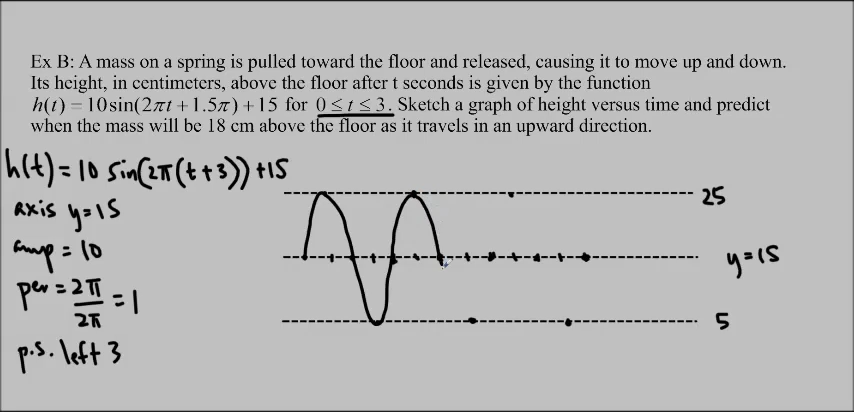 Ex B: A mass on a spring is pulled toward the floor and released, causing it to move up and down.
Its height, in centimeters, above the floor after t seconds is given by the function
h(t) = 10sin(2πt + 1.5π) + 15 for 0 ≤ t ≤ 3. Sketch a graph of height versus time and predict
when the mass will be 18 cm above the floor as it travels in an upward direction.
h(t) = 10 sin(2π(t+3)) + 15
axis y=15
amp = 10
per = 2π/2π = 1
p.s. left 3
25
y=15
5